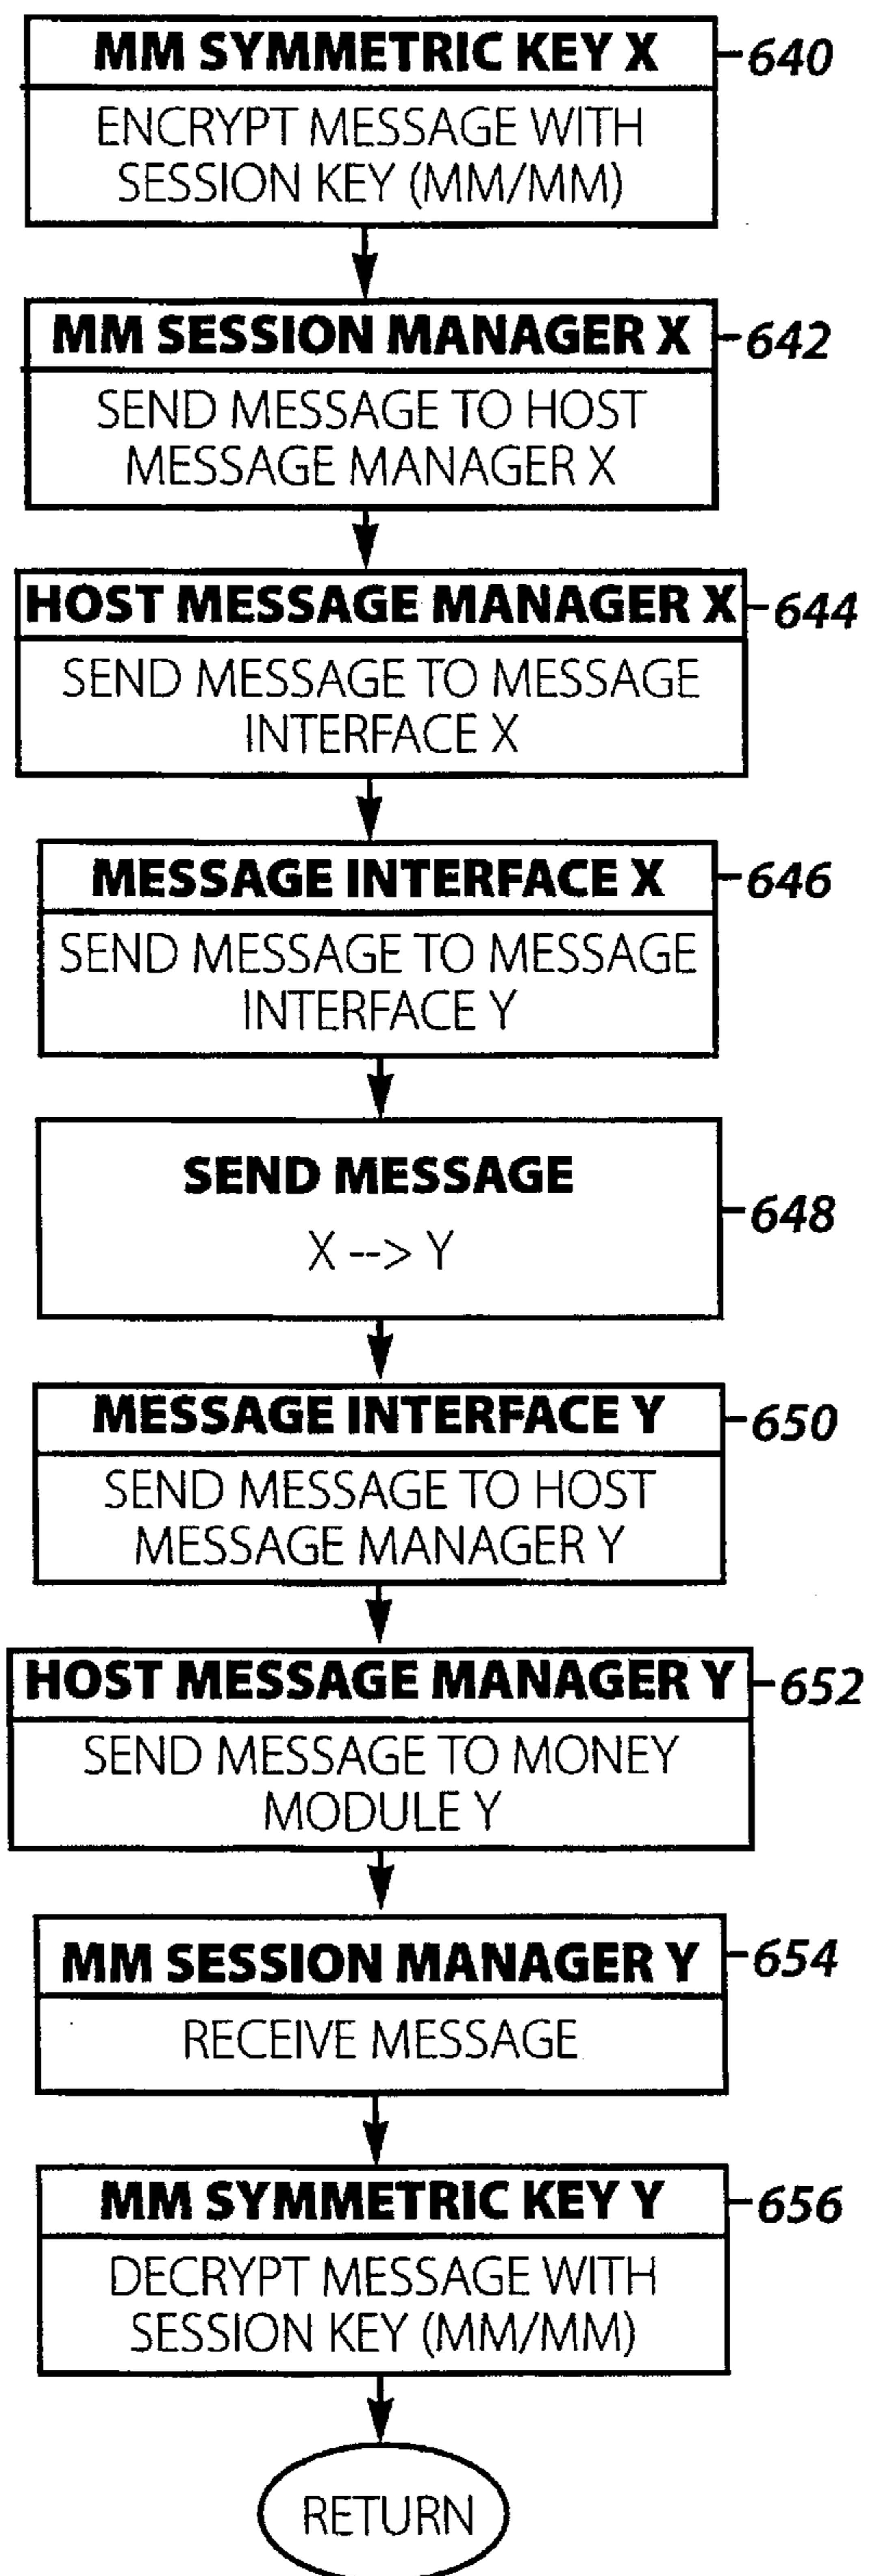 MM SYMMETRIC KEY X
640
ENCRYPT MESSAGE WITH
SESSION KEY (MM/MM)
MM SESSION MANAGER X
642
SEND MESSAGE TO HOST
MESSAGE MANAGER X
HOST MESSAGE MANAGER X
644
SEND MESSAGE TO MESSAGE
INTERFACE X
MESSAGE INTERFACE X
646
SEND MESSAGE TO MESSAGE
INTERFACE Y
SEND MESSAGE
648
X --> Y
MESSAGE INTERFACE Y
650
SEND MESSAGE TO HOST
MESSAGE MANAGER Y
HOST MESSAGE MANAGER Y
652
SEND MESSAGE TO MONEY
MODULE Y
MM SESSION MANAGER Y
654
RECEIVE MESSAGE
MM SYMMETRIC KEY Y
656
DECRYPT MESSAGE WITH
SESSION KEY (MM/MM)
RETURN